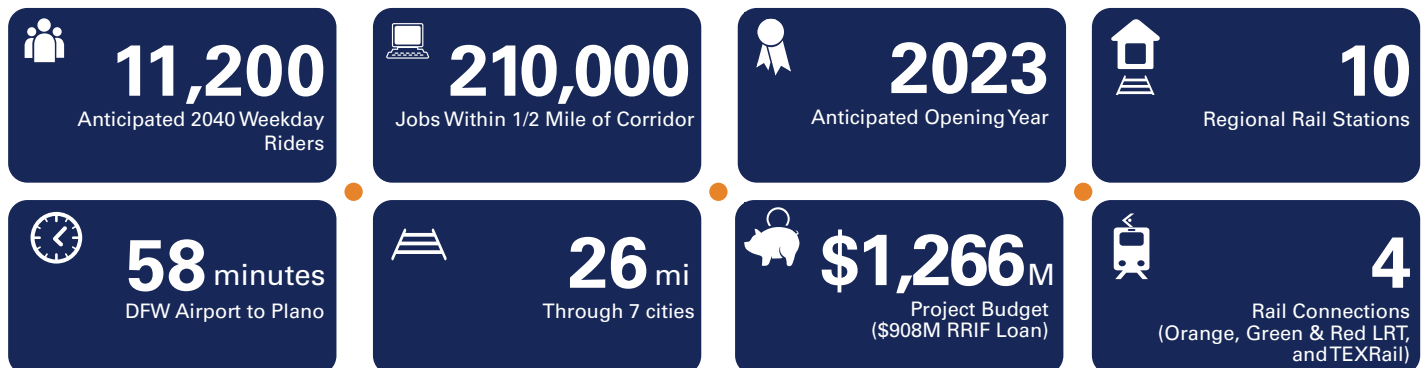 11,200
Anticipated 2040 Weekday
Riders
210,000
Jobs Within 1/2 Mile of Corridor
2023
Anticipated Opening Year
10
Regional Rail Stations
58 minutes
DFW Airport to Plano
26 mi
Through 7 cities
$1,266M
Project Budget
($908M RRIF Loan)
4
Rail Connections
(Orange, Green & Red LRT,
and TEXRail)